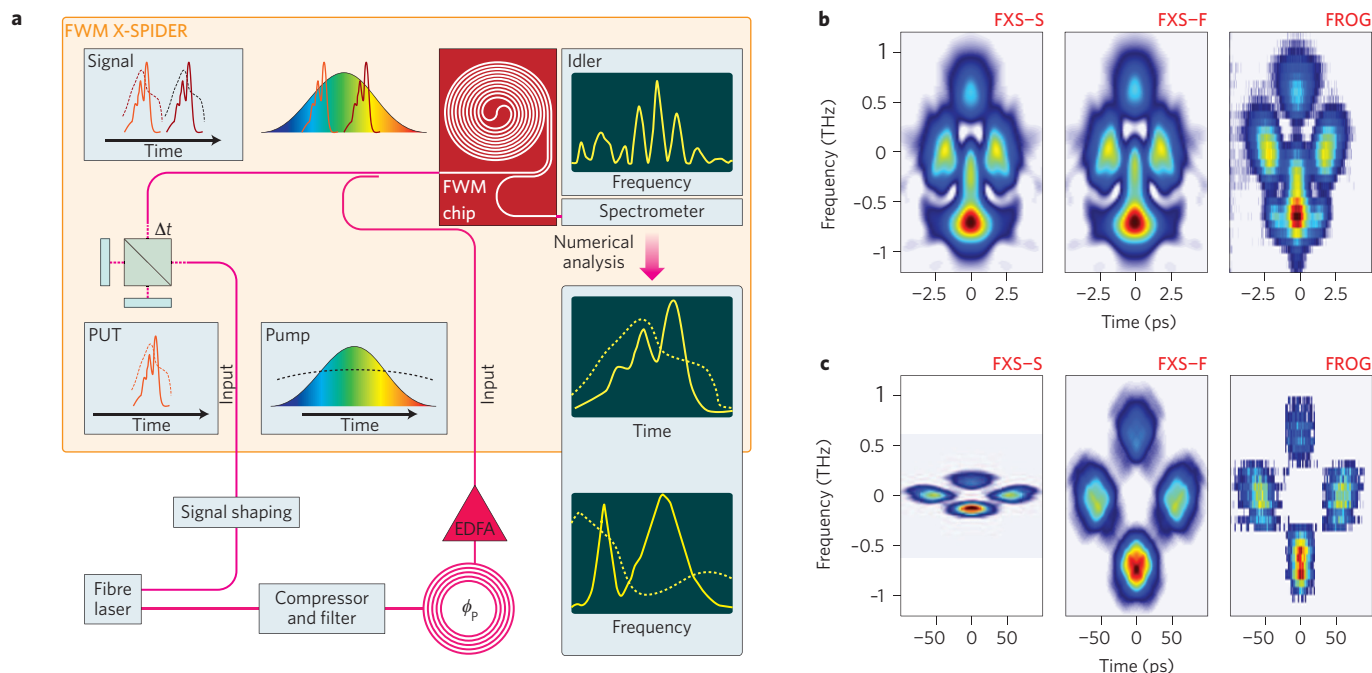 a
FWM X-SPIDER
Signal
Time
FWM
chip
Idler
Frequency
Spectrometer
Numerical
analysis
Δt
PUT
Time
Input
Pump
Time
Input
Time
Frequency
Signal shaping
EDFA
Fibre
laser
Compressor
and filter
ϕP
b
FXS–S
FXS–F
FROG
Frequency (THz)
1
0.5
0
−0.5
−1
−2.5 0 2.5
−2.5 0 2.5
−2.5 0 2.5
Time (ps)
c
FXS–S
FXS–F
FROG
Frequency (THz)
1
0.5
0
−0.5
−1
−50 0 50
−50 0 50
−50 0 50
Time (ps)